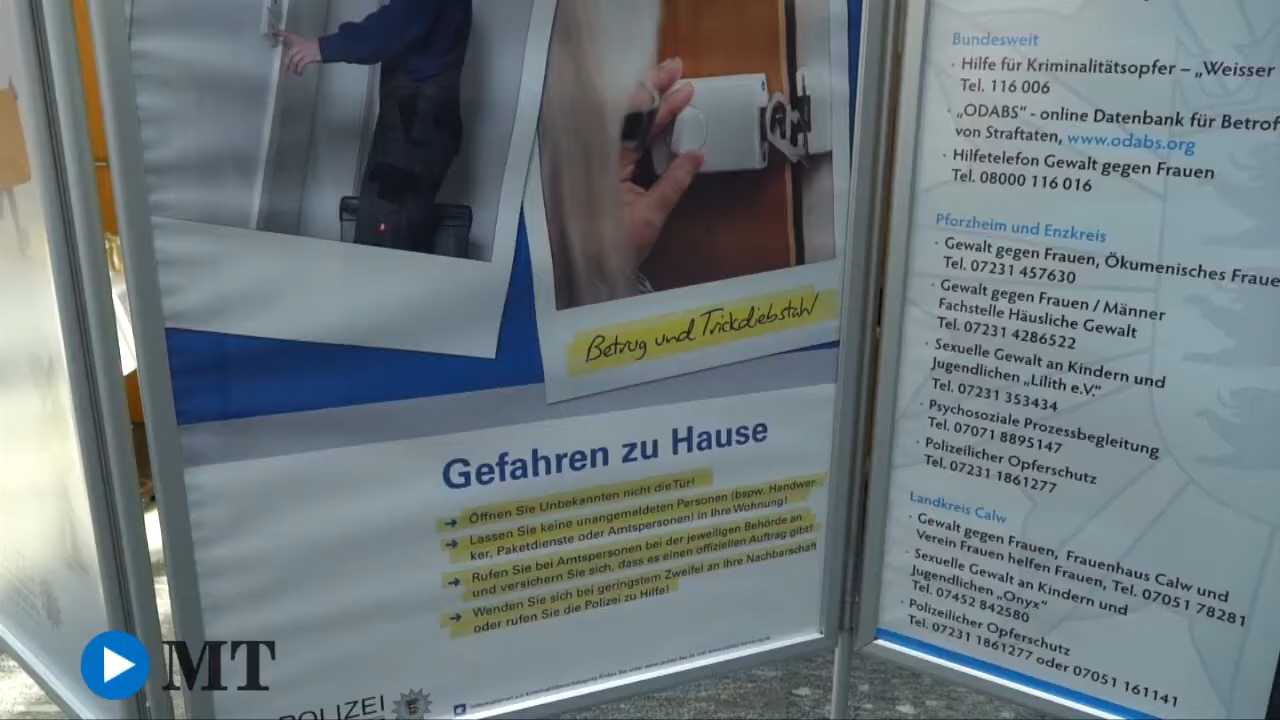 Betrug und Trickdiebstahl
Gefahren zu Hause
→ Öffnen Sie Unbekannten nicht die Tür!
→ Lassen Sie keine unangemeldeten Personen (bspw. Handwer-
ker, Paketdienste oder Amtspersonen) in Ihre Wohnung!
→ Rufen Sie bei Amtspersonen bei der jeweiligen Behörde an
und versichern Sie sich, dass es einen offiziellen Auftrag gibt!
→ Wenden Sie sich bei geringstem Zweifel an Ihre Nachbarschaft
oder rufen Sie die Polizei zu Hilfe!
POLIZEI
MT
Bundesweit
· Hilfe für Kriminalitätsopfer – „Weisser
Tel. 116 006
· „ODABS“ - online Datenbank für Betrof
von Straftaten, www.odabs.org
· Hilfetelefon Gewalt gegen Frauen
Tel. 08000 116 016
Pforzheim und Enzkreis
· Gewalt gegen Frauen, Ökumenisches Fraue
Tel. 07231 457630
· Gewalt gegen Frauen / Männer
Fachstelle Häusliche Gewalt
Tel. 07231 4286522
· Sexuelle Gewalt an Kindern und
Jugendlichen „Lilith e.V.“
Tel. 07231 353434
· Psychosoziale Prozessbegleitung
Tel. 07071 8895147
· Polizeilicher Opferschutz
Tel. 07231 1861277
Landkreis Calw
· Gewalt gegen Frauen, Frauenhaus Calw und
Verein Frauen helfen Frauen, Tel. 07051 78281
· Sexuelle Gewalt an Kindern und
Jugendlichen „Onyx“
Tel. 07452 842580
· Polizeilicher Opferschutz
Tel. 07231 1861277 oder 07051 161141